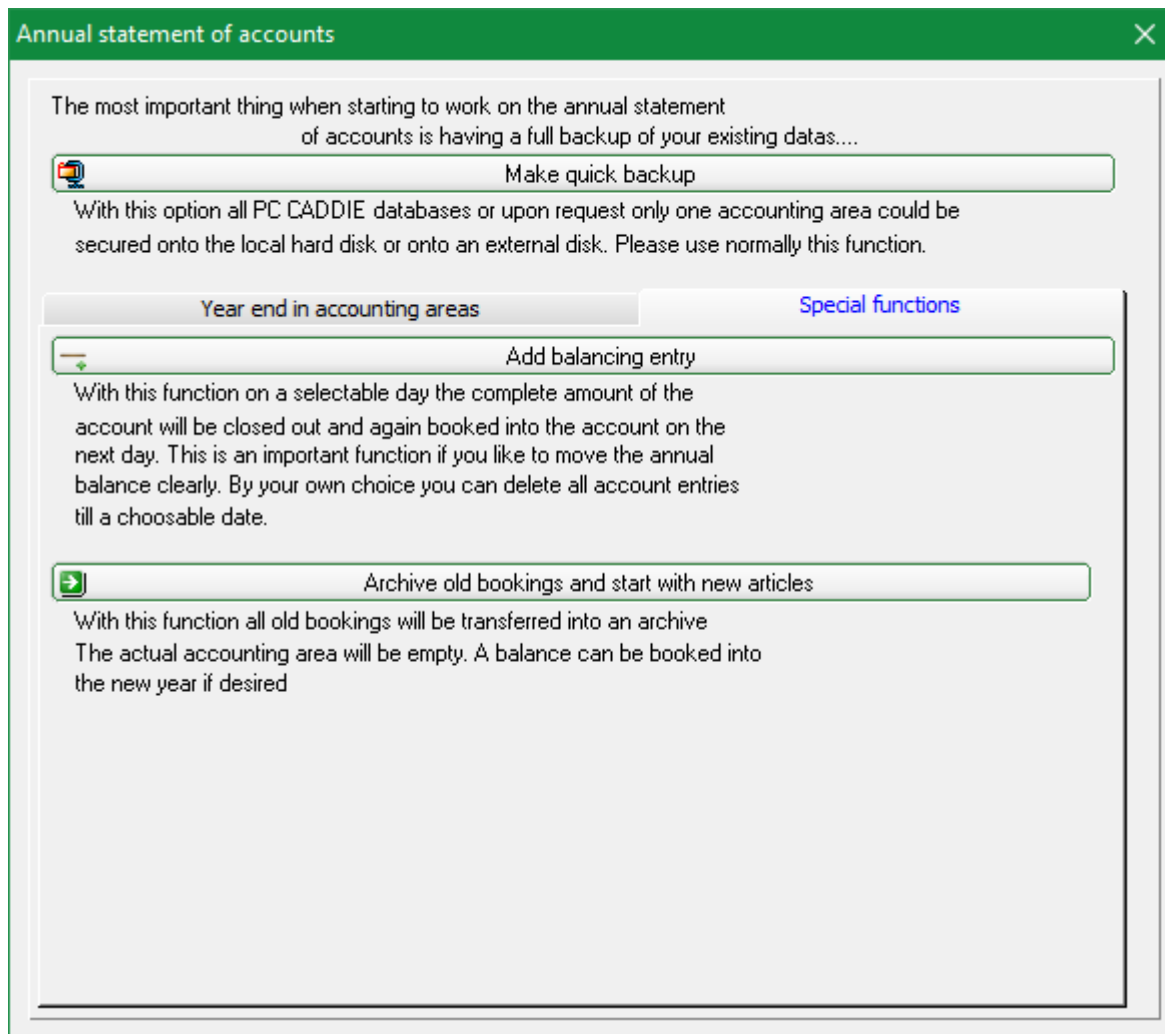 Annual statement of accounts
The most important thing when starting to work on the annual statement
of accounts is having a full backup of your existing datas....
Make quick backup
With this option all PC CADDIE databases or upon request only one accounting area could be
secured onto the local hard disk or onto an external disk. Please use normally this function.
Year end in accounting areas
Special functions
Add balancing entry
With this function on a selectable day the complete amount of the
account will be closed out and again booked into the account on the
next day. This is an important function if you like to move the annual
balance clearly. By your own choice you can delete all account entries
till a choosable date.
Archive old bookings and start with new articles
With this function all old bookings will be transferred into an archive
The actual accounting area will be empty. A balance can be booked into
the new year if desired